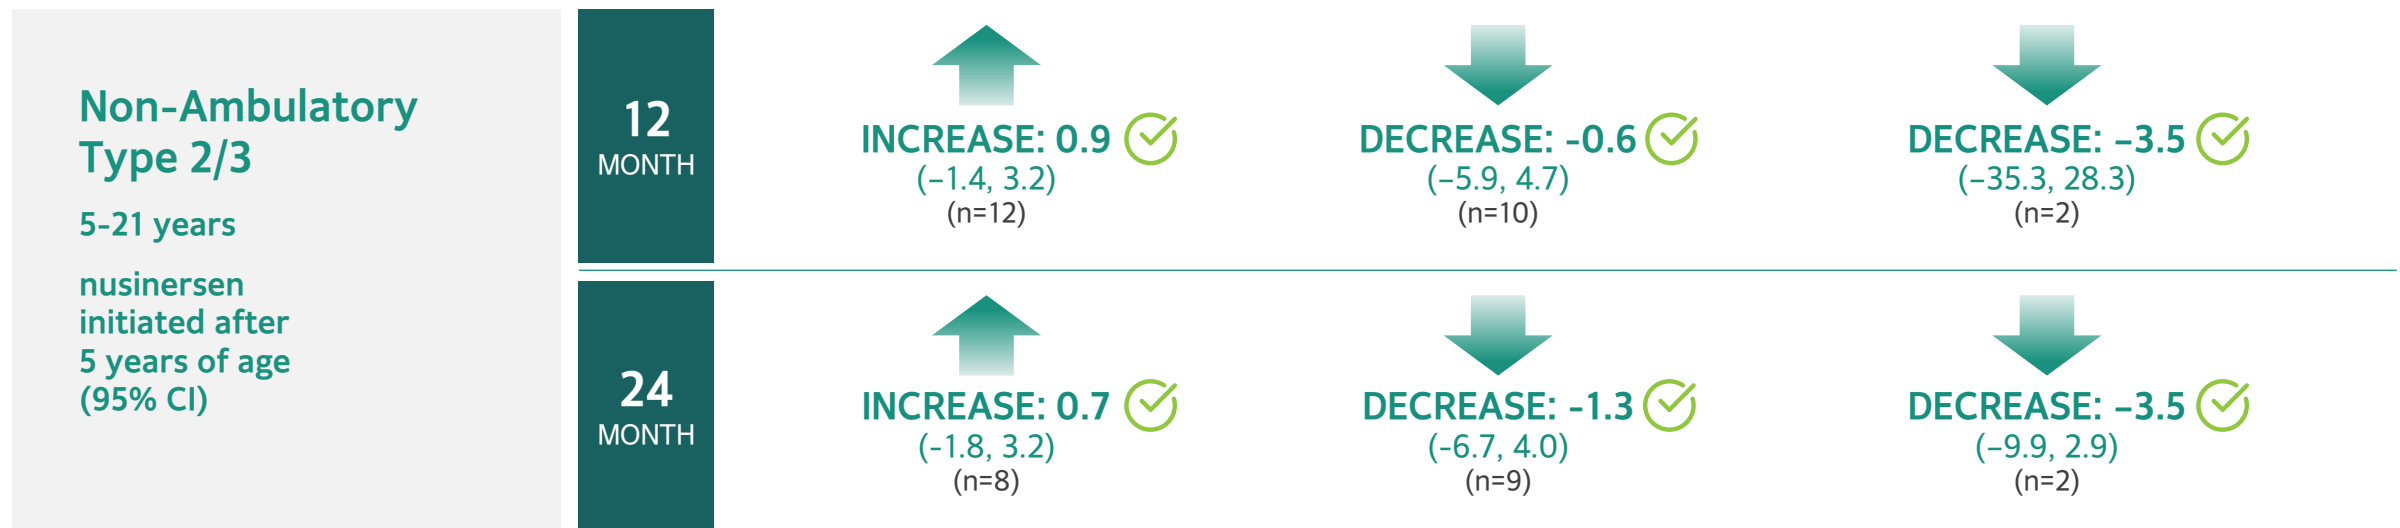 Non-Ambulatory
Type 2/3
5-21 years
nusinersen
initiated after
5 years of age
(95% CI)
12
MONTH
INCREASE: 0.9
(–1.4, 3.2)
(n=12)
DECREASE: -0.6
(–5.9, 4.7)
(n=10)
DECREASE: –3.5
(–35.3, 28.3)
(n=2)
24
MONTH
INCREASE: 0.7
(-1.8, 3.2)
(n=8)
DECREASE: -1.3
(-6.7, 4.0)
(n=9)
DECREASE: –3.5
(–9.9, 2.9)
(n=2)